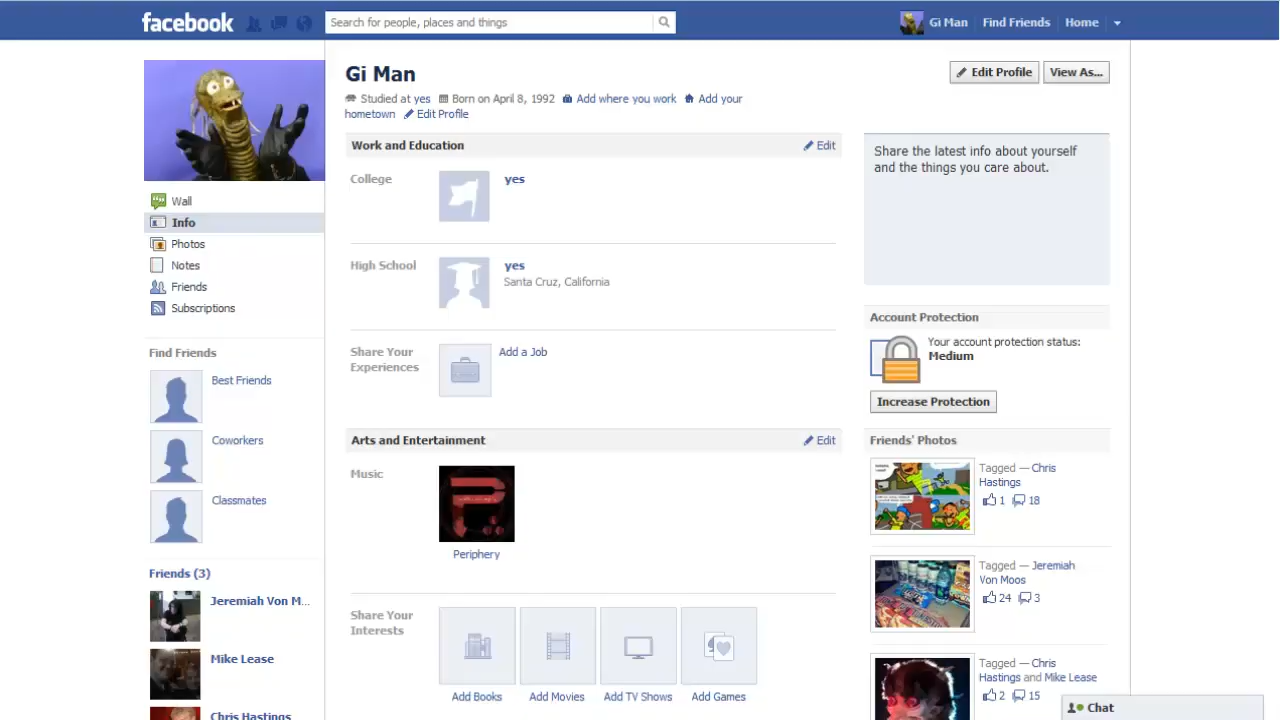 facebook
Search for people, places and things
Gi Man
Find Friends
Home
Gi Man
Edit Profile
View As...
Studied at yes Born on April 8, 1992 Add where you work Add your
hometown Edit Profile
Wall
Info
Photos
Notes
Friends
Subscriptions
Find Friends
Best Friends
Coworkers
Classmates
Friends (3)
Jeremiah Von M...
Mike Lease
Chris Hastings
Work and Education
Edit
College
yes
High School
yes
Santa Cruz, California
Share Your
Experiences
Add a Job
Arts and Entertainment
Edit
Music
Periphery
Share Your
Interests
Add Books
Add Movies
Add TV Shows
Add Games
Share the latest info about yourself
and the things you care about.
Account Protection
Your account protection status:
Medium
Increase Protection
Friends' Photos
Tagged — Chris
Hastings
1 18
Tagged — Jeremiah
Von Moos
24 3
Tagged — Chris
Hastings and Mike Lease
2 15
Chat